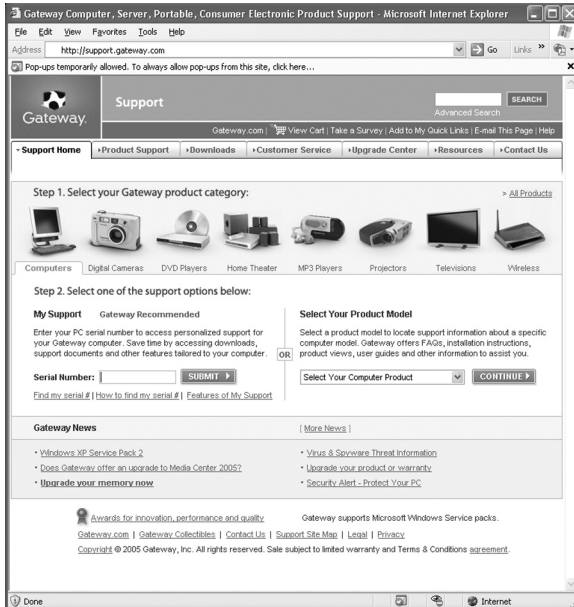 Gateway Computer, Server, Portable, Consumer Electronic Product Support - Microsoft Internet Explorer
File Edit View Favorites Tools Help
Address http://support.gateway.com Go Links »
Pop-ups temporarily allowed. To always allow pop-ups from this site, click here...
Gateway. Support SEARCH
Advanced Search
Gateway.com | View Cart | Take a Survey | Add to My Quick Links | E-mail This Page | Help
Support Home Product Support Downloads Customer Service Upgrade Center Resources Contact Us
Step 1. Select your Gateway product category: > All Products
Computers Digital Cameras DVD Players Home Theater MP3 Players Projectors Televisions Wireless
Step 2. Select one of the support options below:
My Support Gateway Recommended
Enter your PC serial number to access personalized support for
your Gateway computer. Save time by accessing downloads,
support documents and other features tailored to your computer.
Serial Number: SUBMIT
Find my serial # | How to find my serial # | Features of My Support
OR
Select Your Product Model
Select a product model to locate support information about a specific
computer model. Gateway offers FAQs, installation instructions,
product views, user guides and other information to assist you.
Select Your Computer Product CONTINUE
Gateway News [ More News ]
• Windows XP Service Pack 2
• Does Gateway offer an upgrade to Media Center 2005?
• Upgrade your memory now
• Virus & Spyware Threat Information
• Upgrade your product or warranty
• Security Alert - Protect Your PC
Awards for innovation, performance and quality Gateway supports Microsoft Windows Service packs.
Gateway.com | Gateway Collectibles | Contact Us | Support Site Map | Legal | Privacy
Copyright © 2005 Gateway, Inc. All rights reserved. Sale subject to limited warranty and Terms & Conditions agreement.
Done Internet